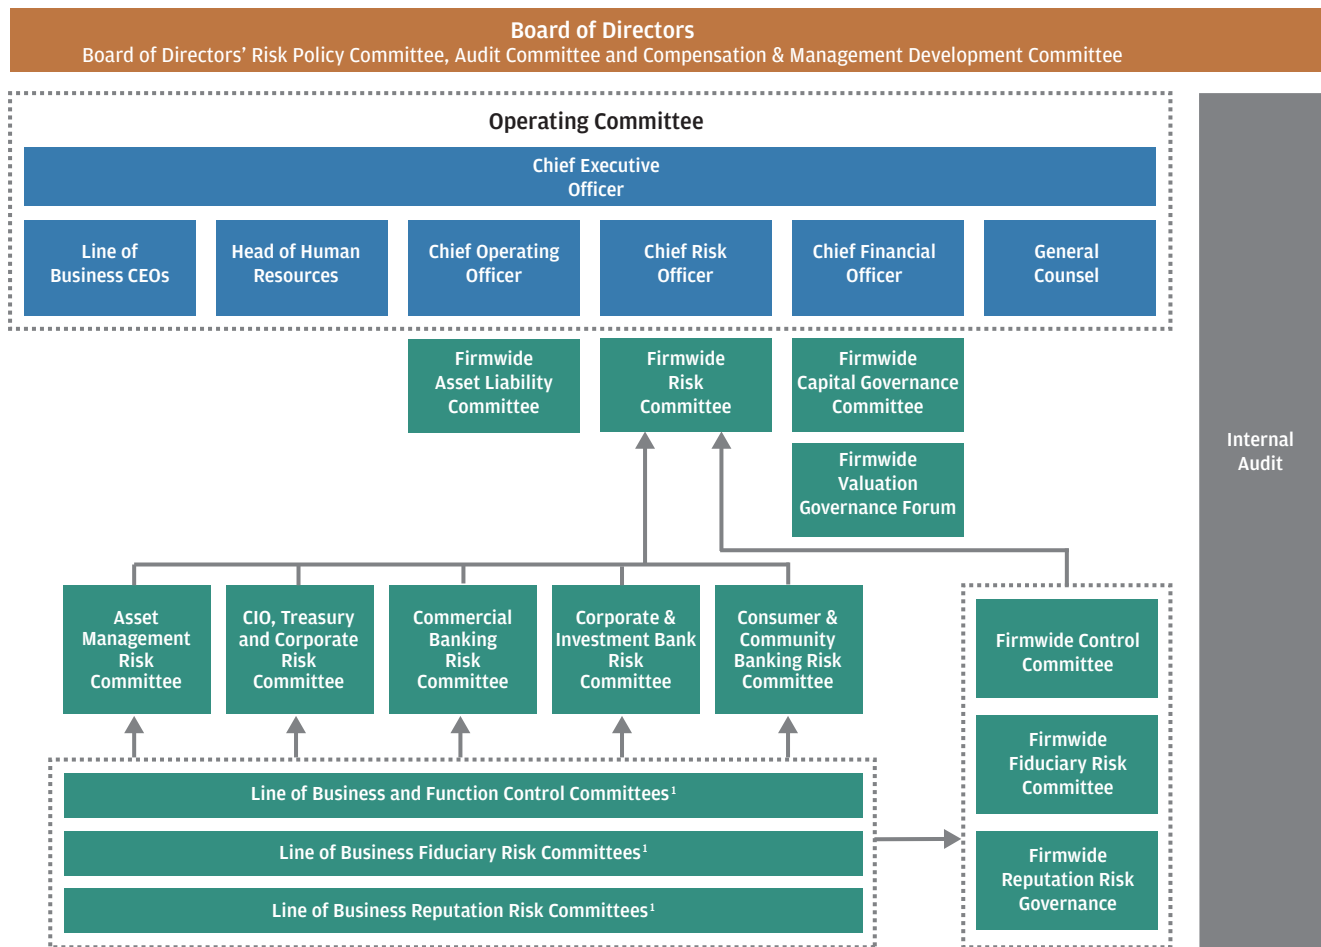 Board of Directors
Board of Directors’ Risk Policy Committee, Audit Committee and Compensation & Management Development Committee
Operating Committee
Chief Executive
Officer
Line of
Business CEOs
Head of Human
Resources
Chief Operating
Officer
Chief Risk
Officer
Chief Financial
Officer
General
Counsel
Firmwide
Asset Liability
Committee
Firmwide
Risk
Committee
Firmwide
Capital Governance
Committee
Firmwide
Valuation
Governance Forum
Internal
Audit
Asset
Management
Risk
Committee
CIO, Treasury
and Corporate
Risk
Committee
Commercial
Banking
Risk
Committee
Corporate &
Investment Bank
Risk
Committee
Consumer &
Community
Banking Risk
Committee
Firmwide Control
Committee
Firmwide
Fiduciary Risk
Committee
Firmwide
Reputation Risk
Governance
Line of Business and Function Control Committees¹
Line of Business Fiduciary Risk Committees¹
Line of Business Reputation Risk Committees¹